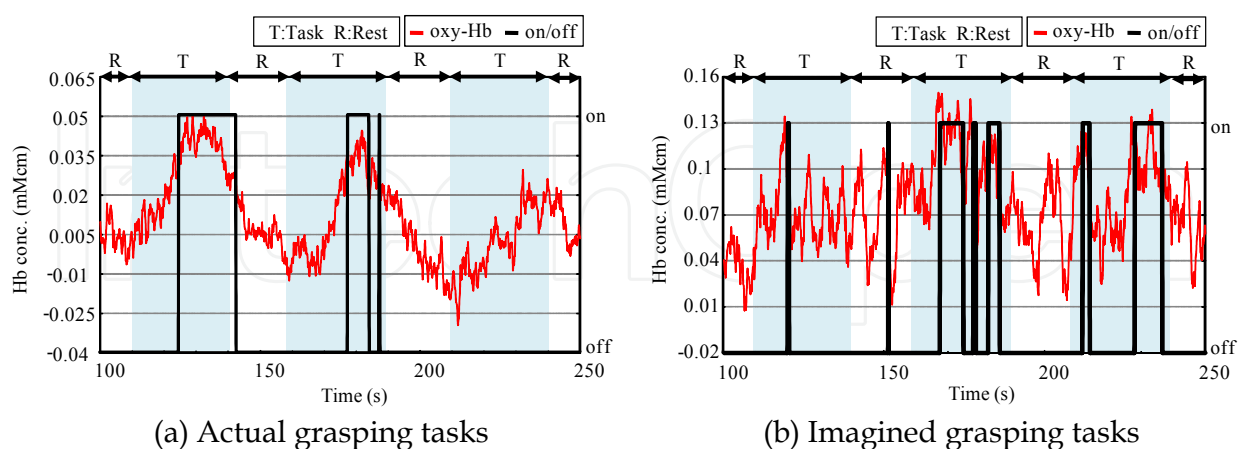 T:Task R:Rest
oxy-Hb on/off
R T R T R T R
0.065
0.05
0.035
0.02
0.005
-0.01
-0.025
-0.04
Hb conc. (mMcm)
on
off
100 150 200 250
Time (s)
(a) Actual grasping tasks
T:Task R:Rest
oxy-Hb on/off
R T R T R T R
0.16
0.13
0.1
0.07
0.04
0.01
-0.02
Hb conc. (mMcm)
on
off
100 150 200 250
Time (s)
(b) Imagined grasping tasks